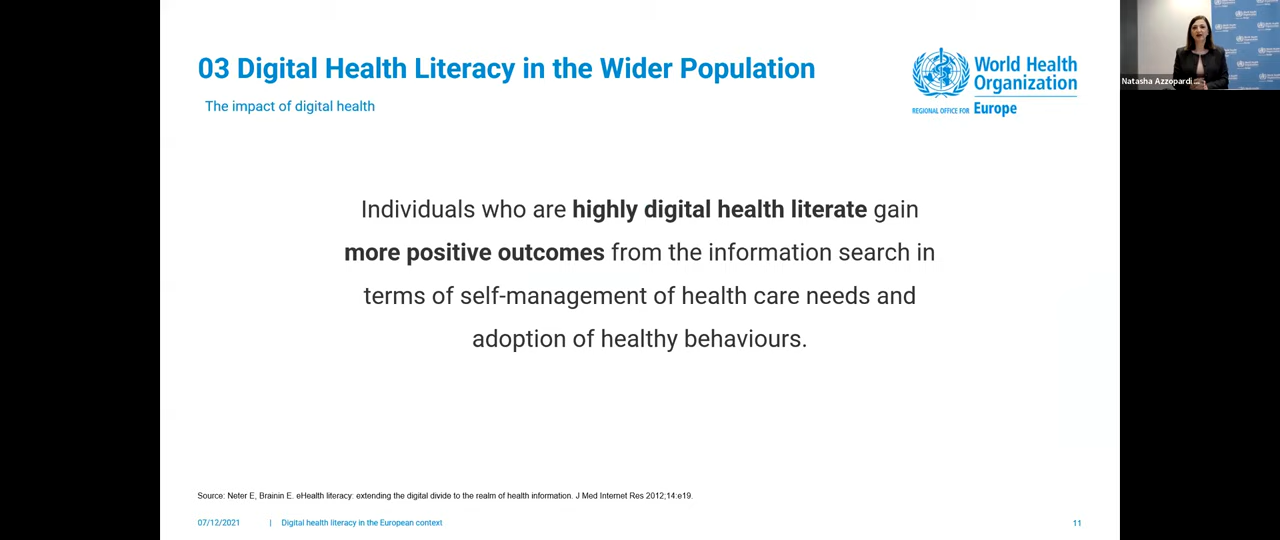 03 Digital Health Literacy in the Wider Population
The impact of digital health
World Health
Organization
REGIONAL OFFICE FOR Europe
Natasha Azzopardi ...
Individuals who are highly digital health literate gain
more positive outcomes from the information search in
terms of self-management of health care needs and
adoption of healthy behaviours.
Source: Neter E, Brainin E. eHealth literacy: extending the digital divide to the realm of health information. J Med Internet Res 2012;14:e19.
07/12/2021 | Digital health literacy in the European context 11